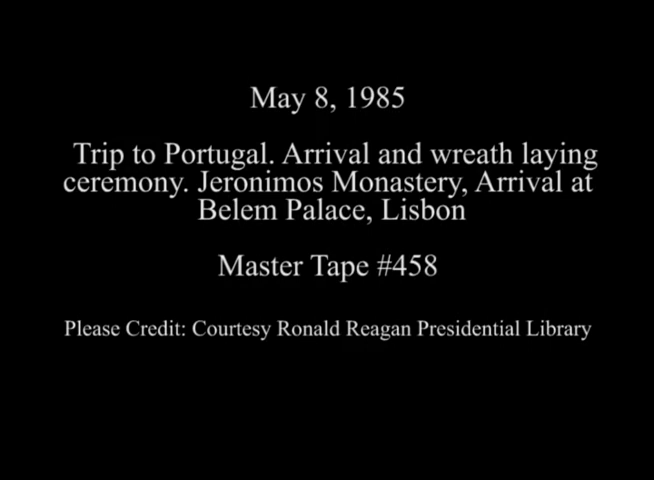 May 8, 1985
Trip to Portugal. Arrival and wreath laying
ceremony. Jeronimos Monastery, Arrival at
Belem Palace, Lisbon
Master Tape #458
Please Credit: Courtesy Ronald Reagan Presidential Library